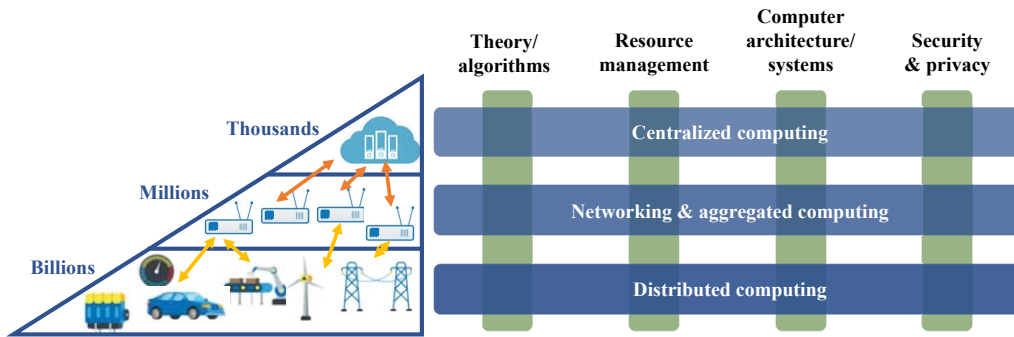 Theory/
algorithms
Resource
management
Computer
architecture/
systems
Security
& privacy
Thousands
Centralized computing
Millions
Networking & aggregated computing
Billions
Distributed computing